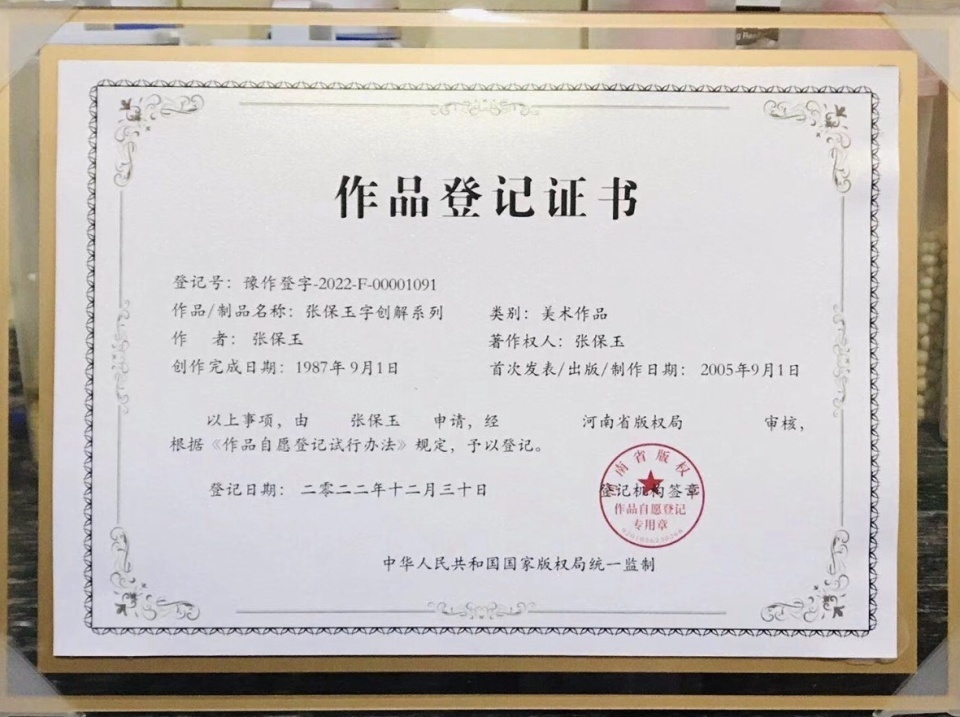 作品登记证书
登记号：豫作登字-2022-F-00001091
作品/制品名称：张保玉字创解系列 类别：美术作品
作 者：张保玉 著作权人：张保玉
创作完成日期：1987年9月1日 首次发表/出版/制作日期：2005年9月1日
以上事项，由 张保玉 申请，经 河南省版权局 审核，
根据《作品自愿登记试行办法》规定，予以登记。
登记日期：二零二二年十二月三十日 登记机构签章
南省版权
作品自愿登记
专用章
中华人民共和国国家版权局统一监制